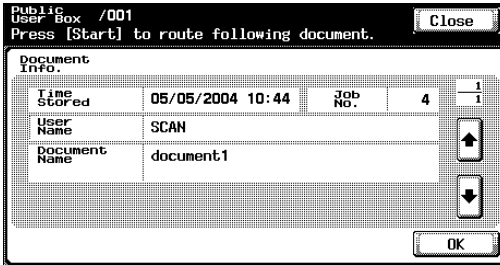 Public
User Box /001
Close
Press [Start] to route following document.
Document
Info.
Time
Stored
05/05/2004 10:44
Job
No.
4
1
1
User
Name
SCAN
Document
Name
document1
OK